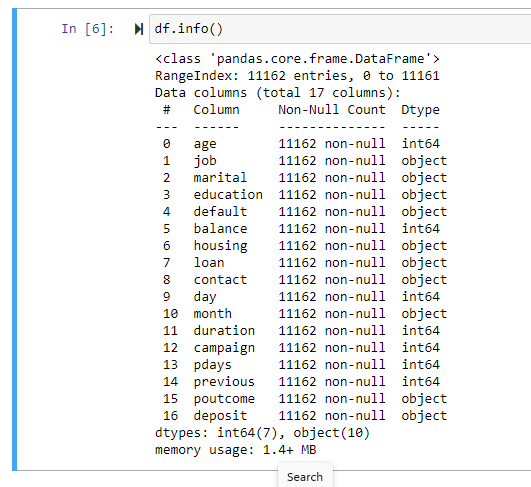 In [6]: df.info()
<class 'pandas.core.frame.DataFrame'>
RangeIndex: 11162 entries, 0 to 11161
Data columns (total 17 columns):
 #   Column     Non-Null Count  Dtype
---  ------     --------------  -----
 0   age        11162 non-null  int64
 1   job        11162 non-null  object
 2   marital    11162 non-null  object
 3   education  11162 non-null  object
 4   default    11162 non-null  object
 5   balance    11162 non-null  int64
 6   housing    11162 non-null  object
 7   loan       11162 non-null  object
 8   contact    11162 non-null  object
 9   day        11162 non-null  int64
 10  month      11162 non-null  object
 11  duration   11162 non-null  int64
 12  campaign   11162 non-null  int64
 13  pdays      11162 non-null  int64
 14  previous   11162 non-null  int64
 15  poutcome   11162 non-null  object
 16  deposit    11162 non-null  object
dtypes: int64(7), object(10)
memory usage: 1.4+ MB
Search